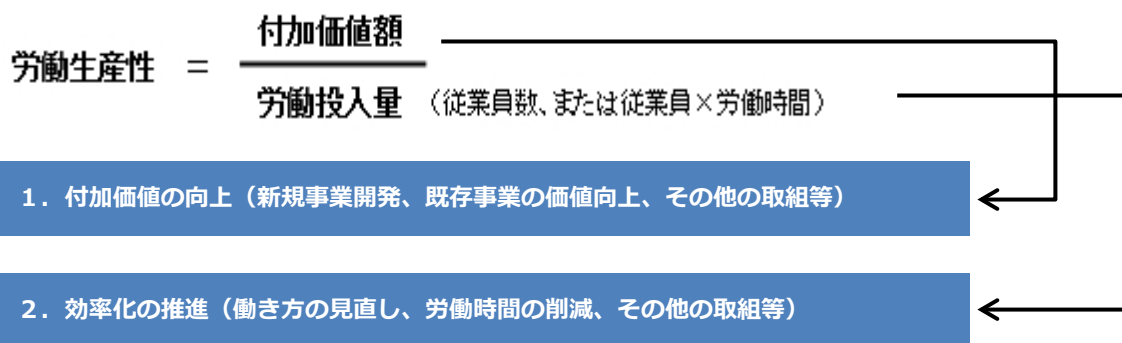 付加価値額
労働生産性 =
労働投入量 (従業員数、または従業員×労働時間)
1.付加価値の向上(新規事業開発、既存事業の価値向上、その他の取組等)
2.効率化の推進(働き方の見直し、労働時間の削減、その他の取組等)